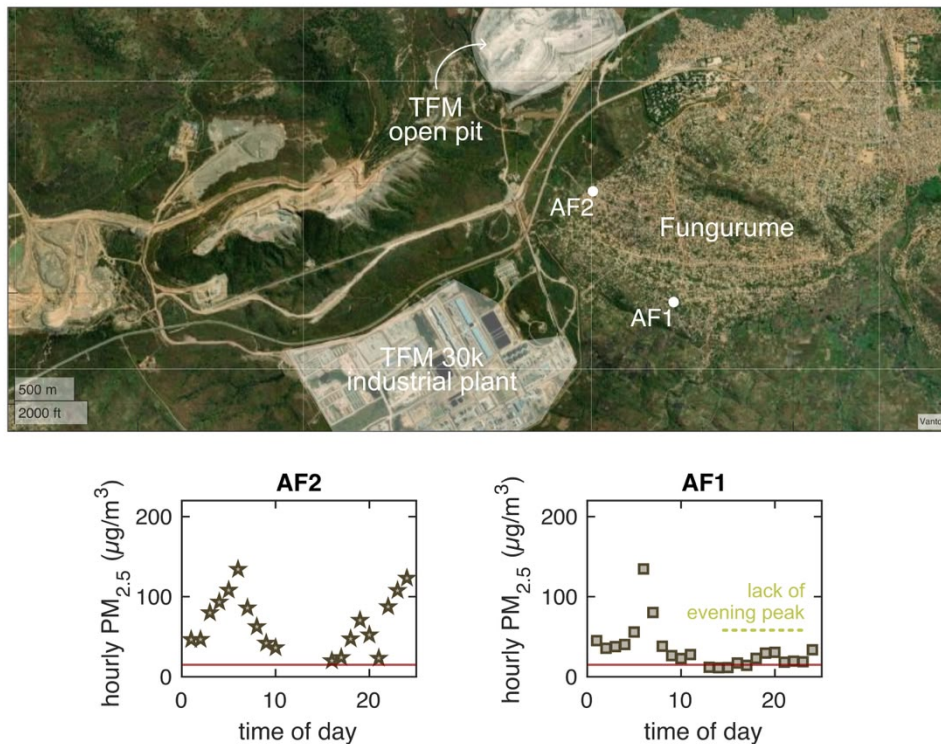 TFM
open pit
AF2
Fungurume
AF1
TFM 30k
industrial plant
500 m
2000 ft
Vantc
AF2
hourly PM2.5 (µg/m³)
200
100
0
0
10
20
time of day
AF1
hourly PM2.5 (µg/m³)
200
100
0
lack of
evening peak
0
10
20
time of day